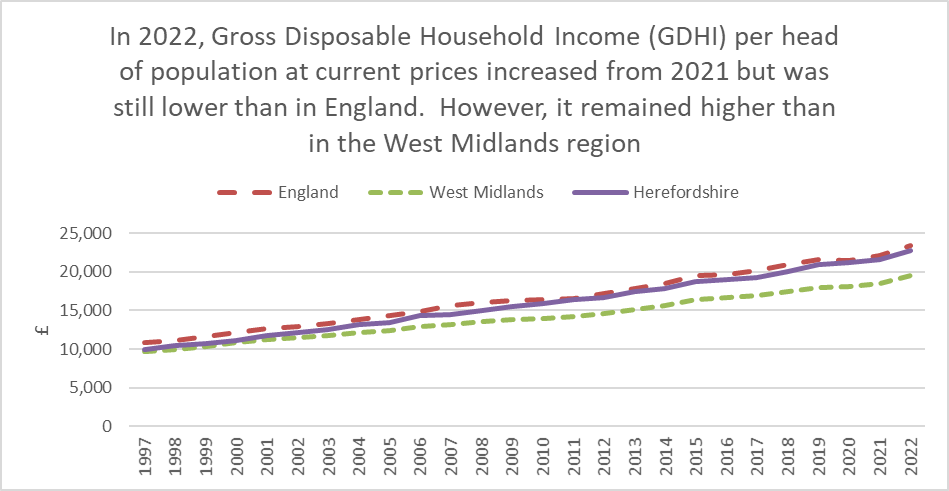 In 2022, Gross Disposable Household Income (GDHI) per head
of population at current prices increased from 2021 but was
still lower than in England.  However, it remained higher than
in the West Midlands region
England West Midlands Herefordshire
25,000
20,000
15,000
10,000
5,000
0
£
1997 1998 1999 2000 2001 2002 2003 2004 2005 2006 2007 2008 2009 2010 2011 2012 2013 2014 2015 2016 2017 2018 2019 2020 2021 2022